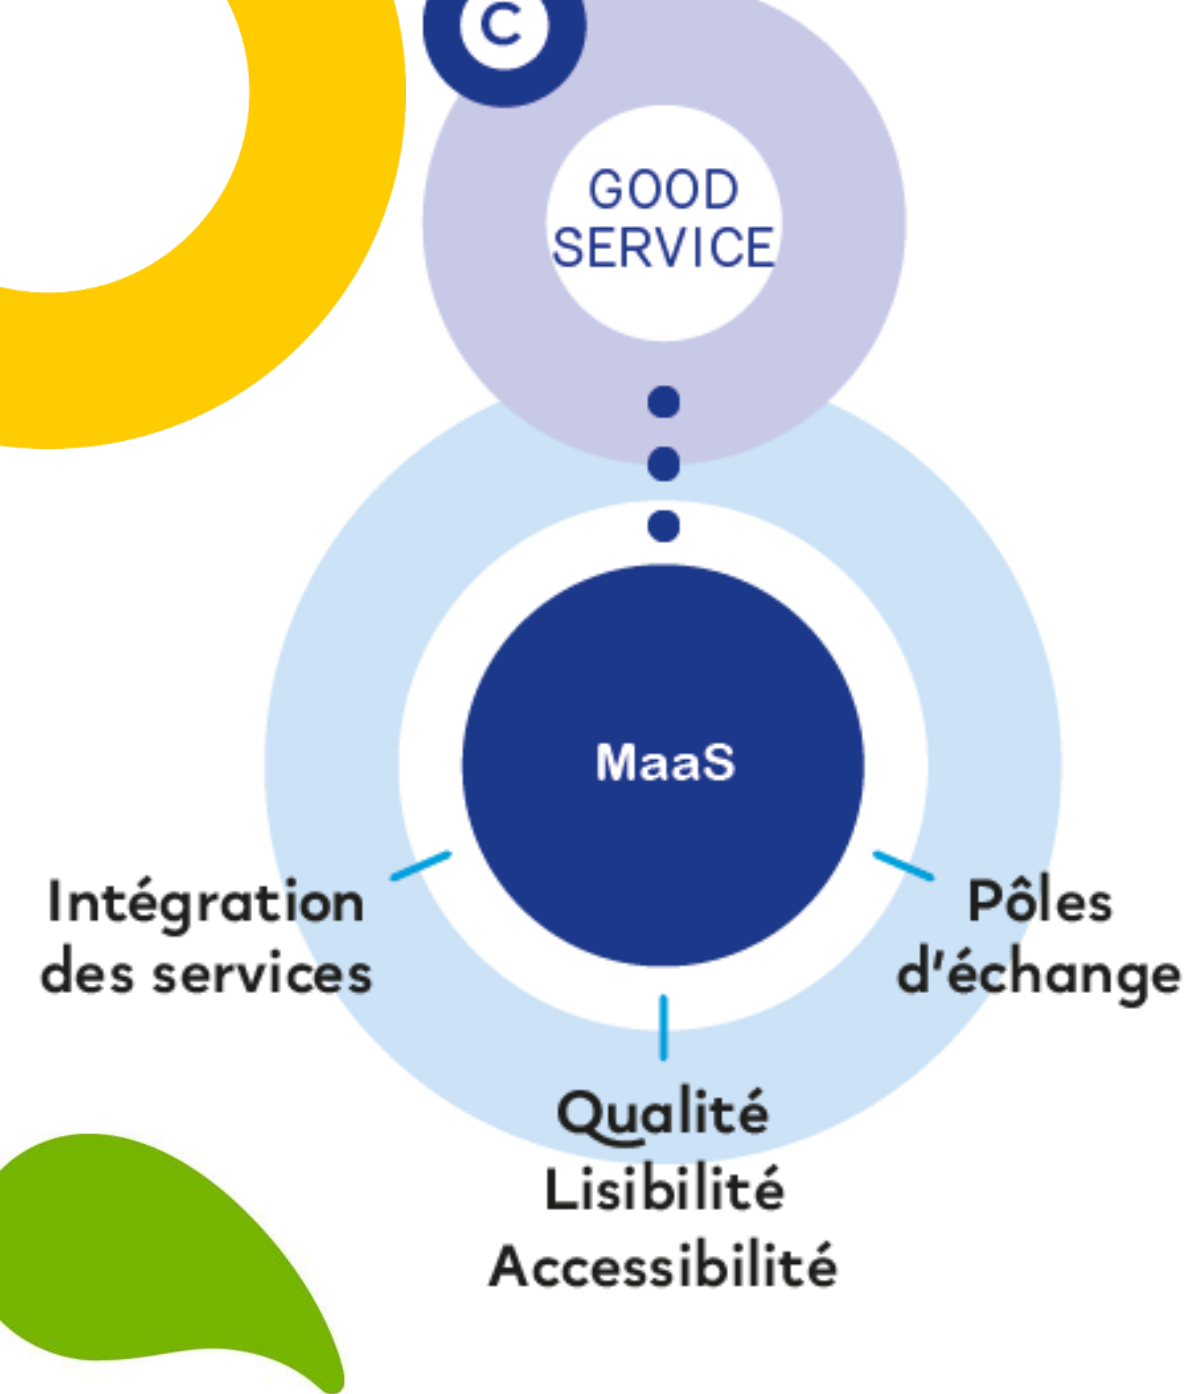 C
GOOD
SERVICE
MaaS
Intégration
des services
Pôles
d'échange
Qualité
Lisibilité
Accessibilité